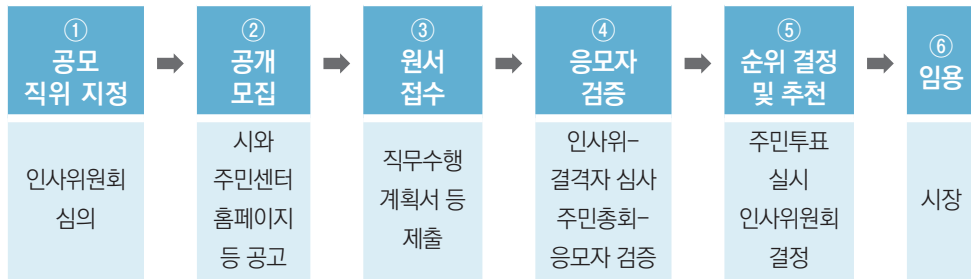 ①
공모
직위 지정
②
공개
모집
③
원서
접수
④
응모자
검증
⑤
순위 결정
및 추천
⑥
임용
인사위원회
심의
시와
주민센터
홈페이지
등 공고
직무수행
계획서 등
제출
인사위-
결격자 심사
주민총회-
응모자 검증
주민투표
실시
인사위원회
결정
시장